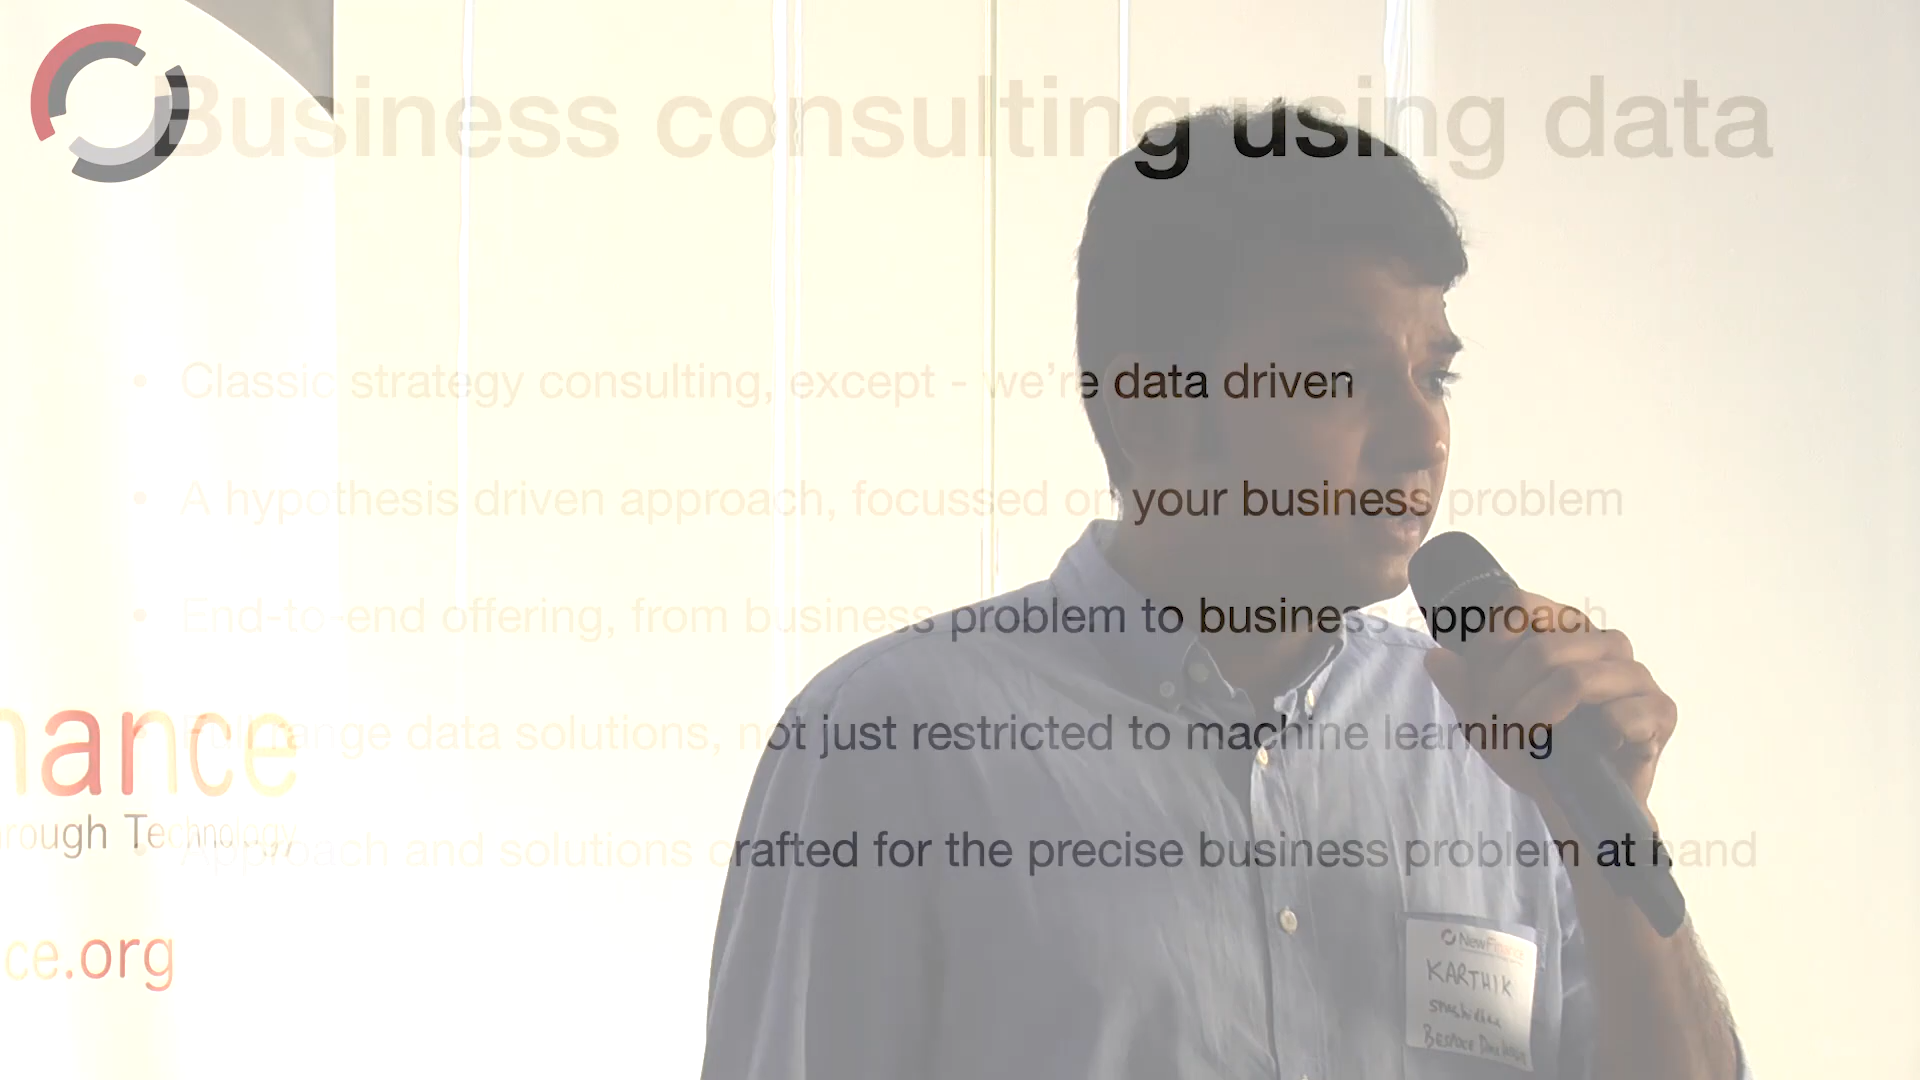 Business consulting using data
• Classic strategy consulting, except - we're data driven
• A hypothesis driven approach, focussed on your business problem
• End-to-end offering, from business problem to business approach
• Full range data solutions, not just restricted to machine learning
• Approach and solutions crafted for the precise business problem at hand
nance
rough Technology
ce.org
NewFinance
KARTHIK
BESPOKE